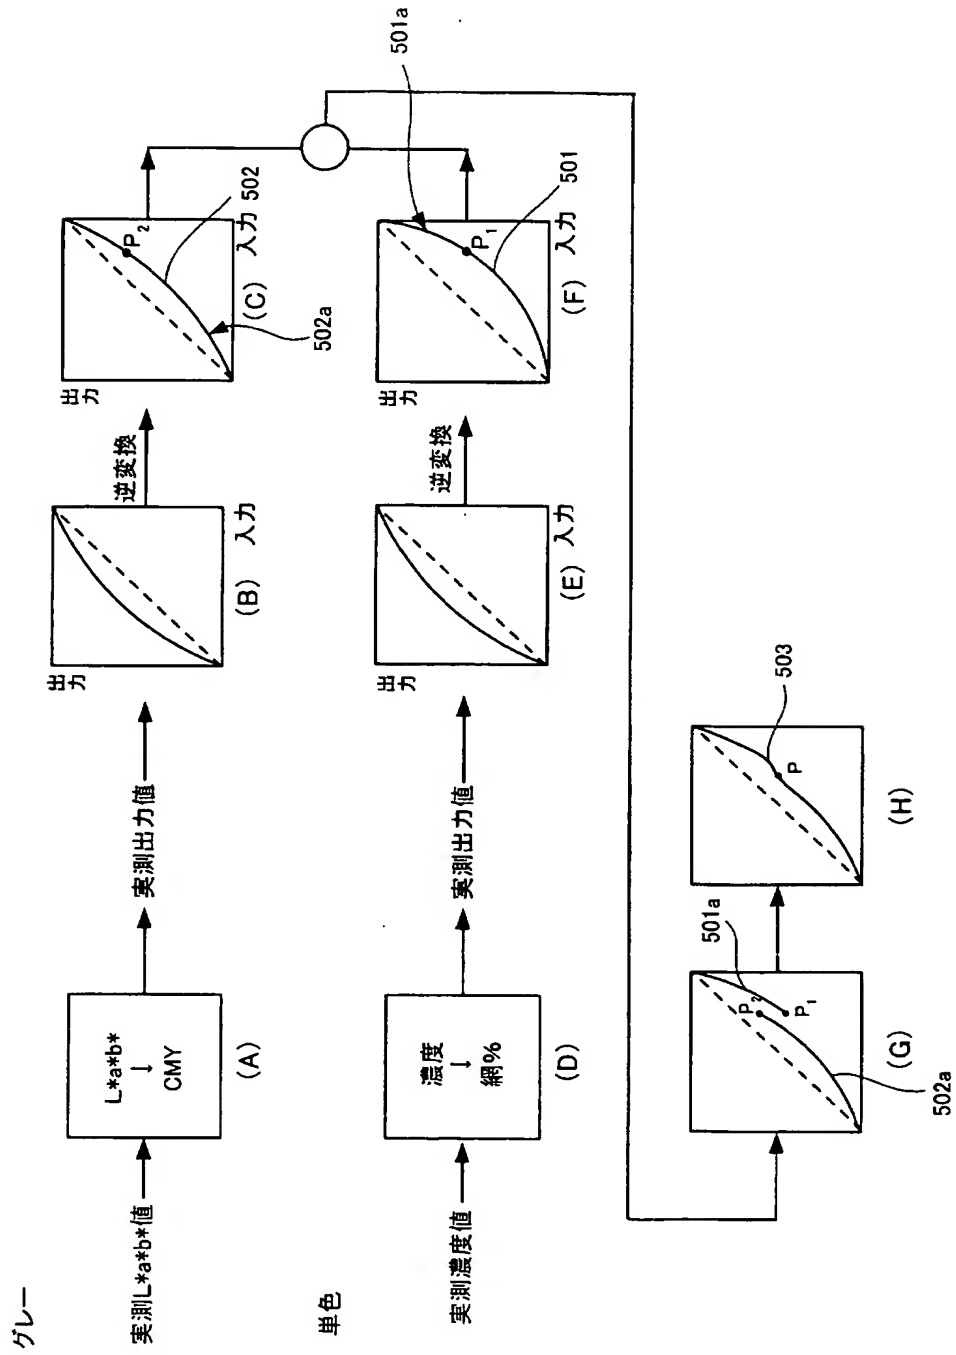 グレー
実測L*a*b*値
L*a*b*
↓
CMY
(A)
実測出力値
出力
入力
(B)
逆変換
出力
入力
(C)
P2
502
502a
単色
実測濃度値
濃度
↓
網%
(D)
実測出力値
出力
入力
(E)
逆変換
出力
入力
(F)
P1
501
501a
P2
P1
501a
502a
(G)
P
503
(H)